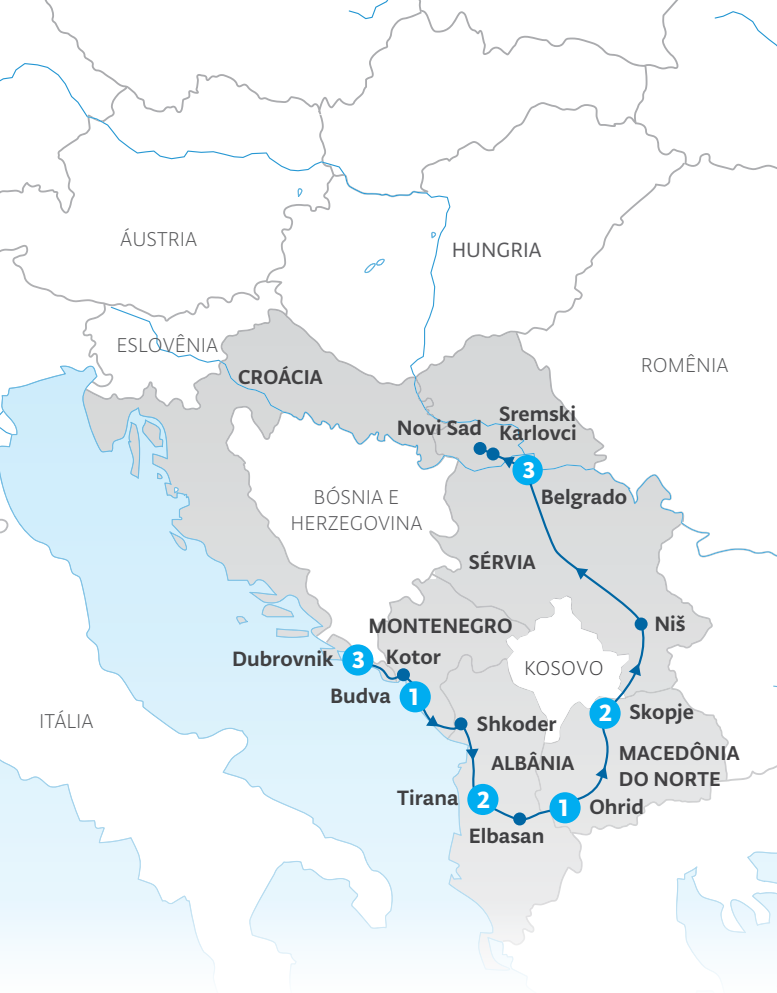 ÁUSTRIA
HUNGRIA
ESLOVÊNIA
ROMÊNIA
CROÁCIA
Novi Sad
Sremski
Karlovci
3
Belgrado
BÓSNIA E
HERZEGOVINA
SÉRVIA
MONTENEGRO
Niš
Dubrovnik
3
Kotor
KOSOVO
Budva
1
ITÁLIA
Shkoder
2
Skopje
ALBÂNIA
MACEDÔNIA
DO NORTE
Tirana
2
1
Ohrid
Elbasan